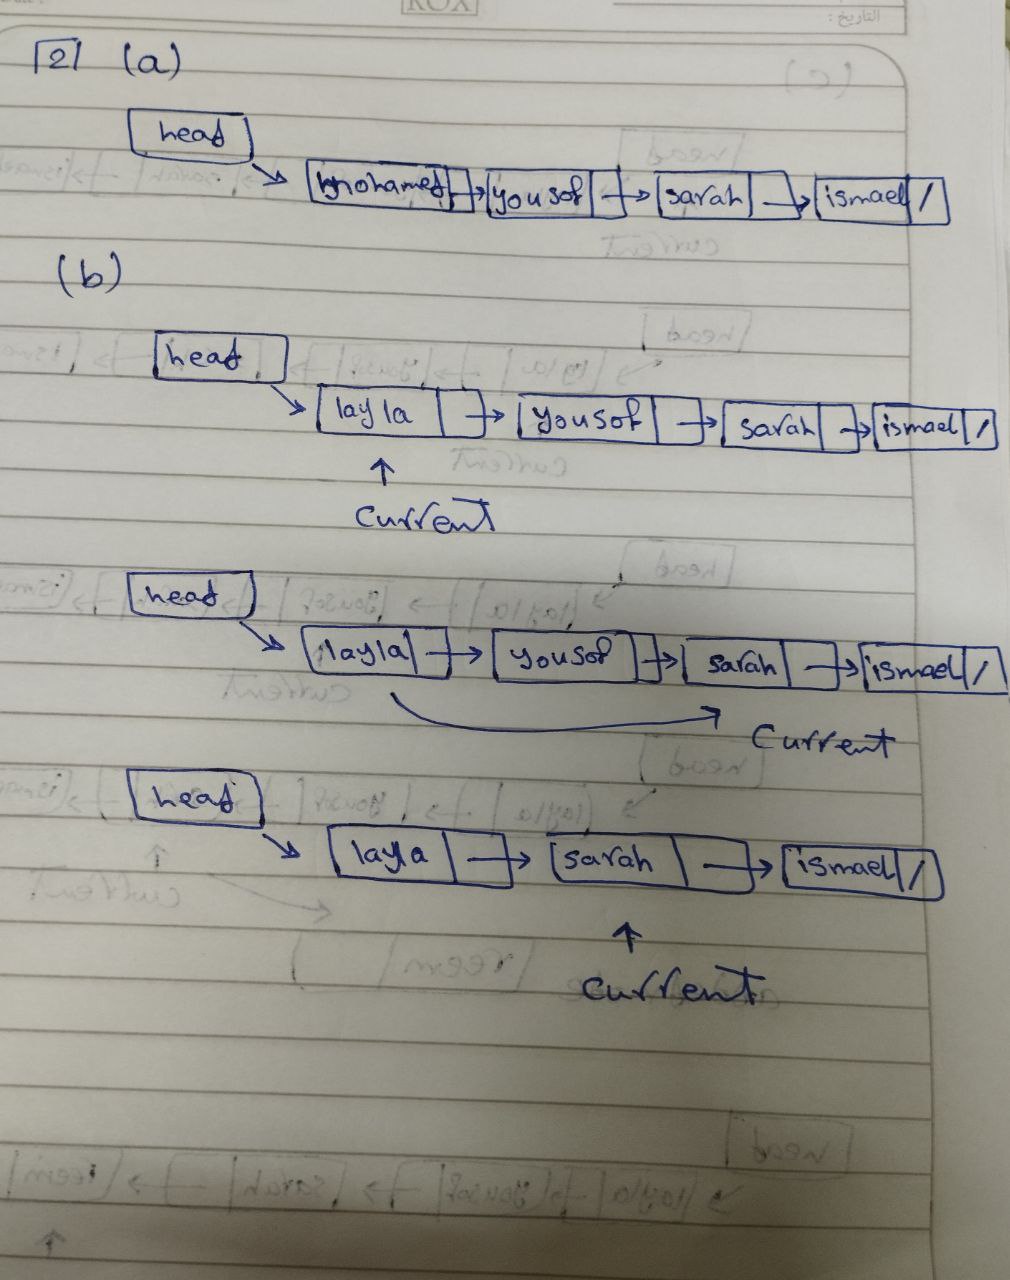 ROX
التاريخ :
2 (a)
head
mohamed yousof sarah ismael /
(b)
head
layla yousof sarah ismael /
current
head
layla yousof sarah ismael /
current
head
layla sarah ismael /
current